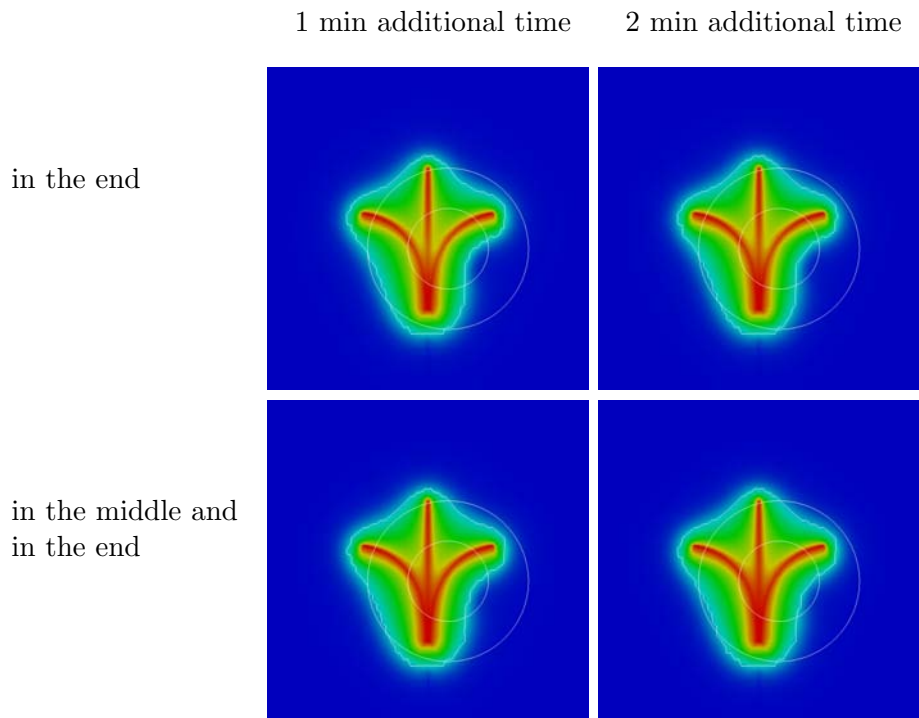 1 min additional time 2 min additional time
in the end
in the middle and
in the end